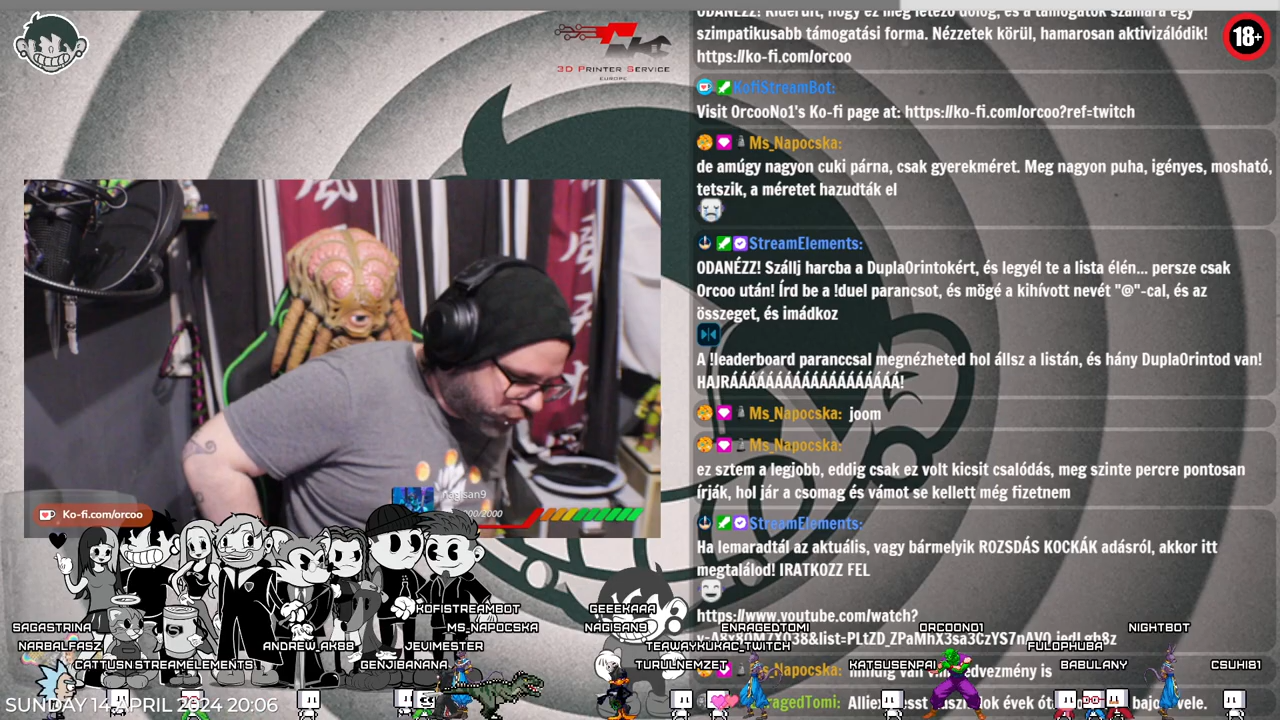 ODANÉZZ! Kiderült, hogy ez még létező dolog, és a támogatók számára egy
szimpatikusabb támogatási forma. Nézzetek körül, hamarosan aktivizálódik!
https://ko-fi.com/orcoo
18+
3D PRINTER SERVICE
EUROPE
KofiStreamBot:
Visit OrcooNo1's Ko-fi page at: https://ko-fi.com/orcoo?ref=twitch
Ms_Napocska:
de amúgy nagyon cuki párna, csak gyerekméret. Meg nagyon puha, igényes, mosható,
tetszik, a méretet hazudták el
StreamElements:
ODANÉZZ! Szállj harcba a DuplaOrintokért, és legyél te a lista élén... persze csak
Orcoo után! Írd be a !duel parancsot, és mögé a kihívott nevét "@"-cal, és az
összeget, és imádkoz
A !leaderboard paranccsal megnézheted hol állsz a listán, és hány DuplaOrintod van!
HAJRÁÁÁÁÁÁÁÁÁÁÁÁÁÁÁÁÁÁÁ!
Ms_Napocska: joom
Ms_Napocska:
ez sztem a legjobb, eddig csak ez volt kicsit csalódás, meg szinte percre pontosan
írják, hol jár a csomag és vámot se kellett még fizetnem
StreamElements:
Ha lemaradtál az aktuális, vagy bármelyik ROZSDÁS KOCKÁK adásról, akkor itt
megtalálod! IRATKOZZ FEL
https://www.youtube.com/watch?
nagisan9
/2000
Ko-fi.com/orcoo
KOFISTREAMBOT
GEEEKAAA
SAGASTRINA
MS_NAPOCSKA
NAGISAN9
ENRAGEDTOMI
ORCOONO1
NIGHTBOT
NARBALFASZ
ANDREW_AK88
JEVIMESTER
TEAWAYKUKAC_TWITCH
FULOPHUBA
CATTUSN
STREAMELEMENTS
GENJIBANANA
TURULNEMZET
KATSUSENPAI
BABULANY
CSUHI81
SUNDAY 14 APRIL 2024 20:06